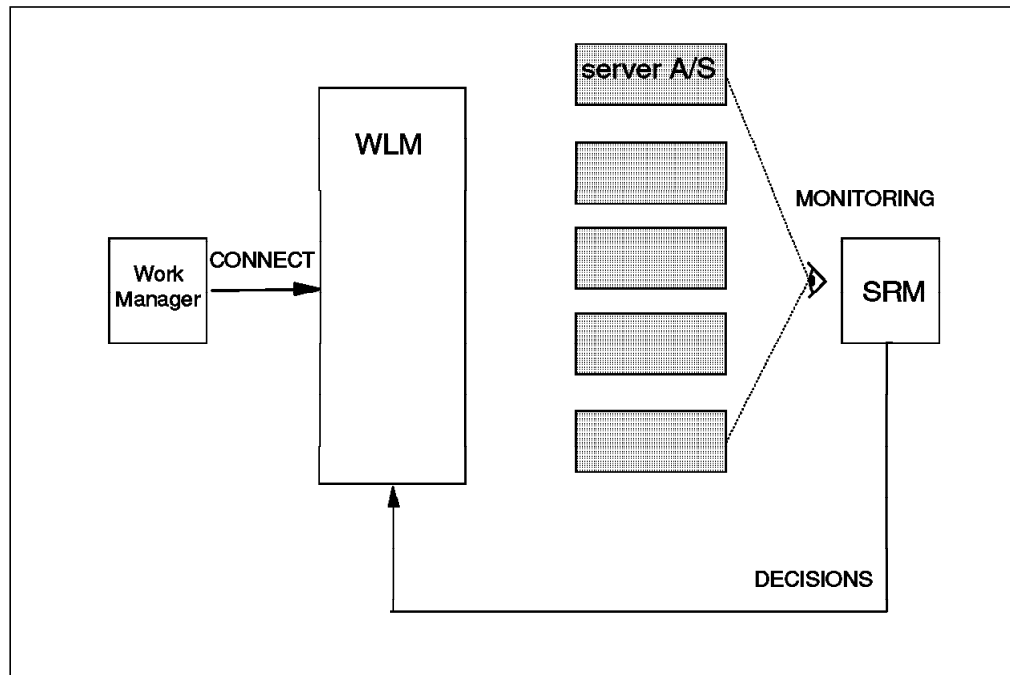 server A/S
WLM
MONITORING
CONNECT
Work
Manager
SRM
DECISIONS